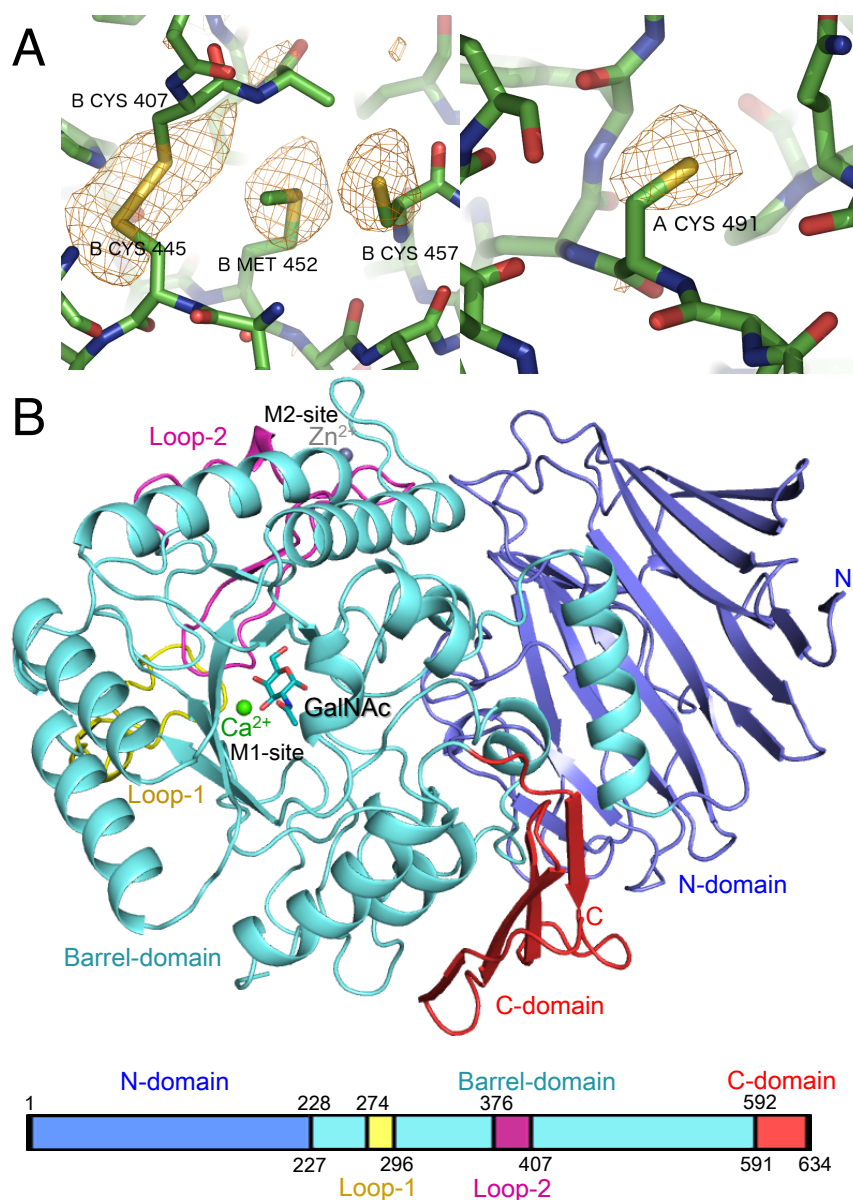 A
B CYS 407
B CYS 445
B MET 452
B CYS 457
A CYS 491
B
M2-site
Loop-2
Zn²⁺
N
GalNAc
Ca²⁺
M1-site
Loop-1
N-domain
C
Barrel-domain
C-domain
N-domain Barrel-domain C-domain
1 228 274 376 592
227 296 407 591 634
Loop-1 Loop-2